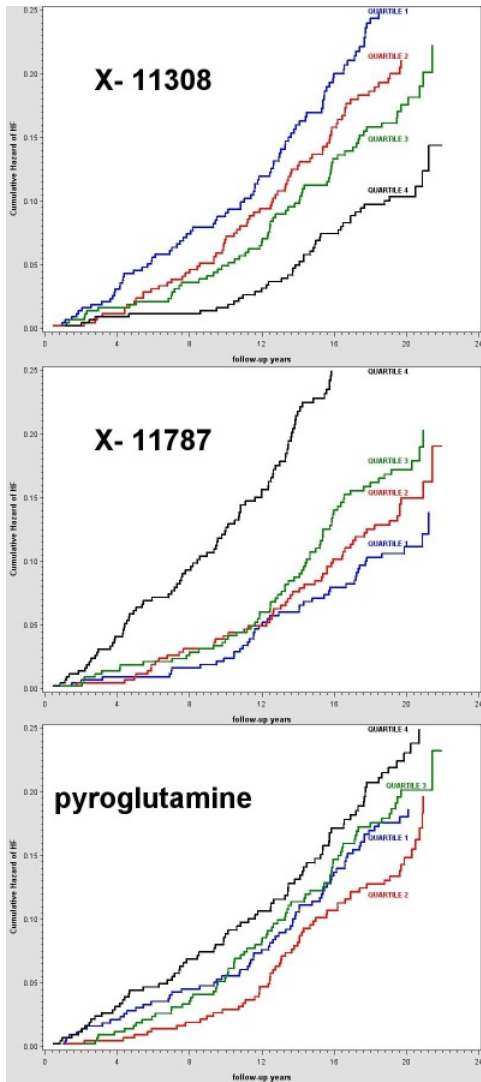 0.25
QUARTILE 1
X- 11308
0.20
QUARTILE 2
0.15
QUARTILE 3
0.10
QUARTILE 4
0.05
0.00
Cumulative Hazard of HF
0 4 8 12 16 20
follow-up years
0.25
QUARTILE 4
X- 11787
0.20
QUARTILE 3
0.15
QUARTILE 2
0.10
QUARTILE 1
0.05
0.00
Cumulative Hazard of HF
0 4 8 12 16 20
follow-up years
0.25
QUARTILE 4
pyroglutamine
0.20
QUARTILE 3
0.15
QUARTILE 1
0.10
QUARTILE 2
0.05
0.00
Cumulative Hazard of HF
0 4 8 12 16 20
follow-up years